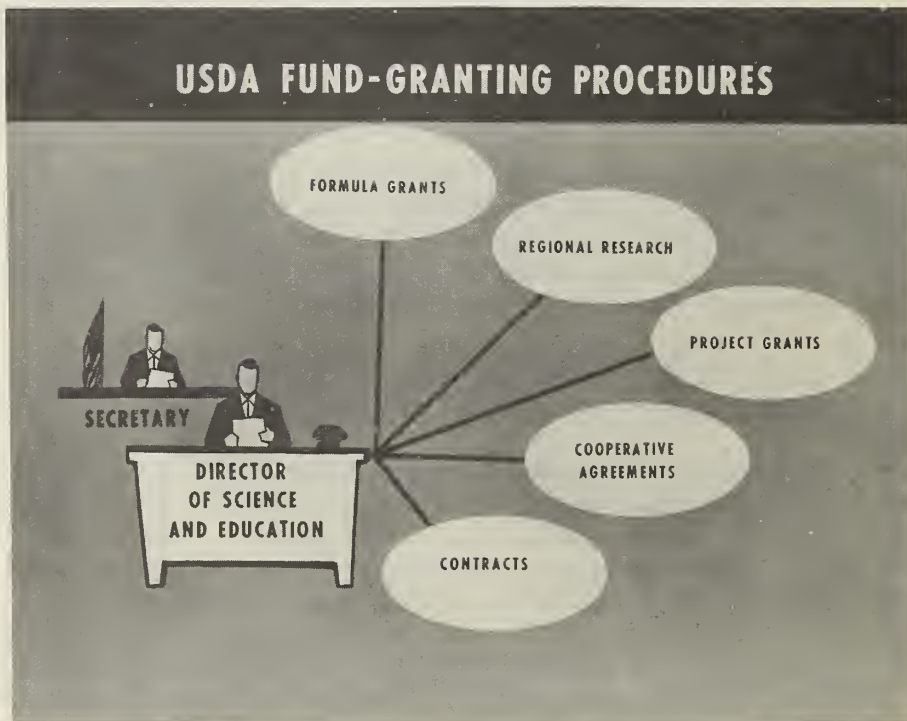 USDA FUND-GRANTING PROCEDURES
FORMULA GRANTS
REGIONAL RESEARCH
PROJECT GRANTS
SECRETARY
DIRECTOR
OF SCIENCE
AND EDUCATION
COOPERATIVE
AGREEMENTS
CONTRACTS